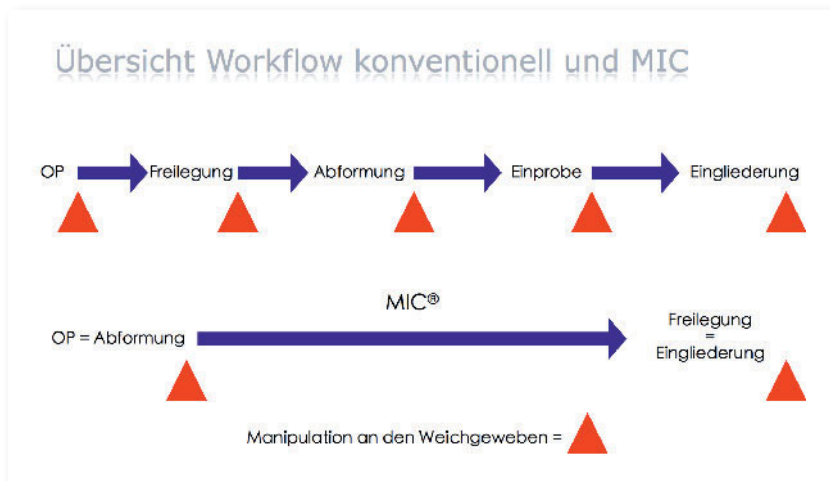 Übersicht Workflow konventionell und MIC
OP Freilegung Abformung Einprobe Eingliederung
MIC®
OP = Abformung
Freilegung
=
Eingliederung
Manipulation an den Weichgeweben =